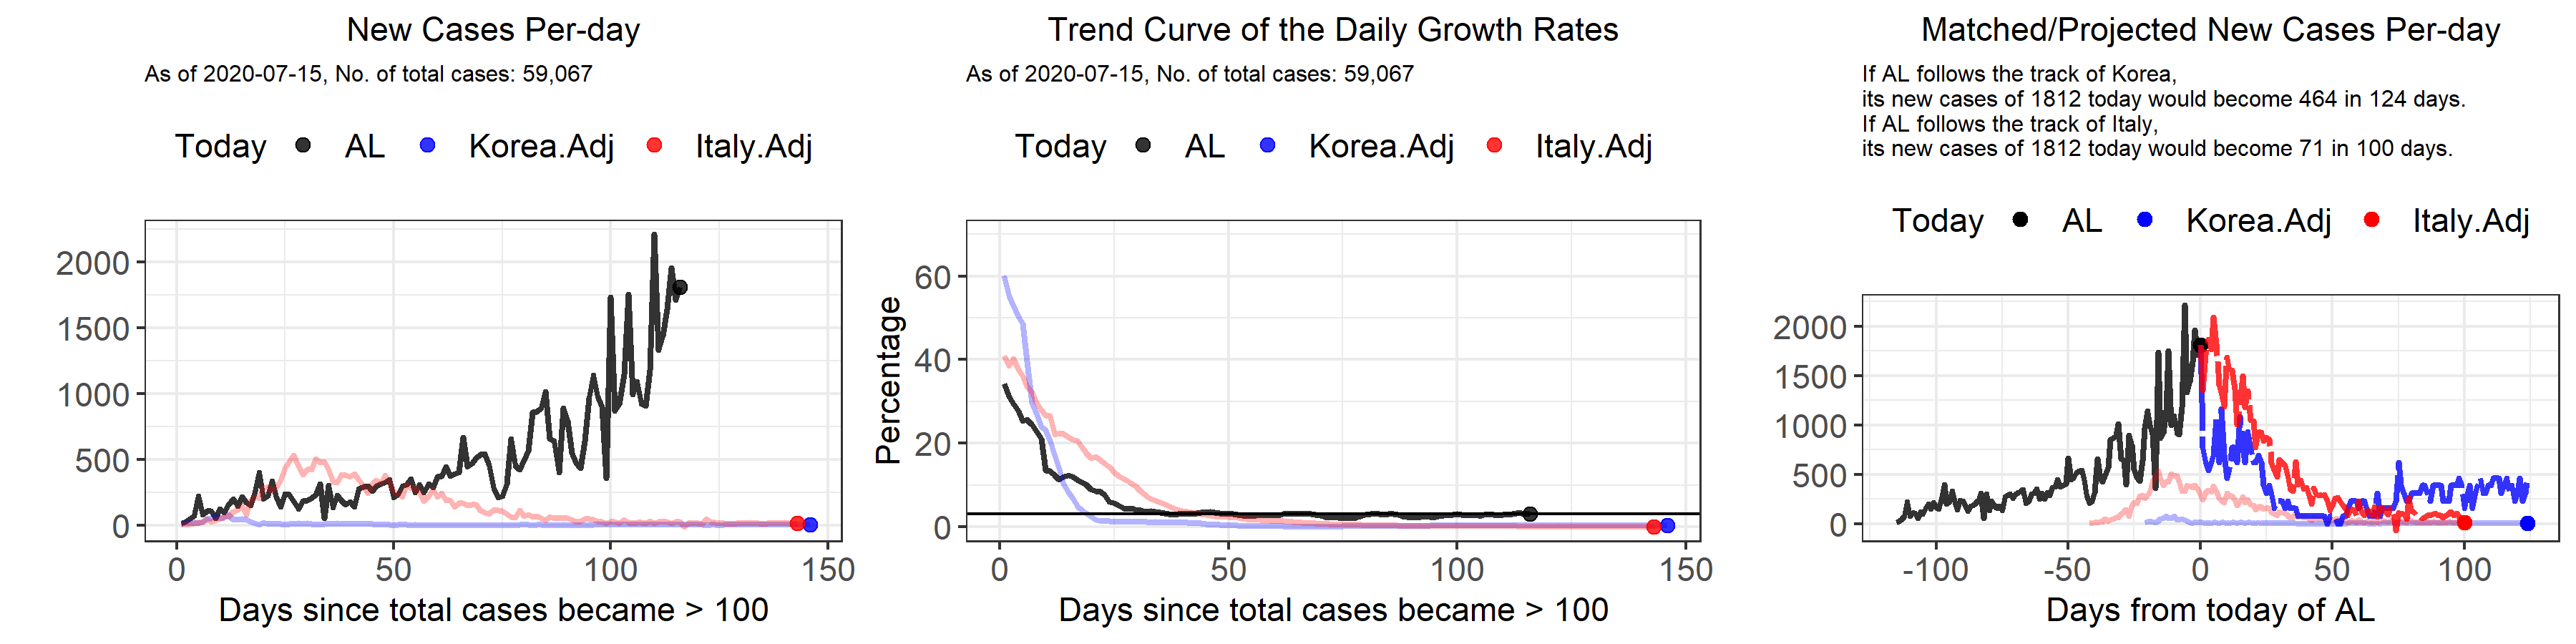 New Cases Per-day
As of 2020-07-15, No. of total cases: 59,067
Today AL Korea.Adj Italy.Adj
2000
1500
1000
500
0
0 50 100 150
Days since total cases became > 100
Trend Curve of the Daily Growth Rates
As of 2020-07-15, No. of total cases: 59,067
Today AL Korea.Adj Italy.Adj
Percentage
60
40
20
0
0 50 100 150
Days since total cases became > 100
Matched/Projected New Cases Per-day
If AL follows the track of Korea,
its new cases of 1812 today would become 464 in 124 days.
If AL follows the track of Italy,
its new cases of 1812 today would become 71 in 100 days.
Today AL Korea.Adj Italy.Adj
2000
1500
1000
500
0
-100 -50 0 50 100
Days from today of AL